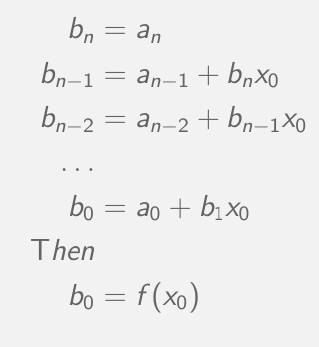 bₙ = aₙ
bₙ₋₁ = aₙ₋₁ + bₙx₀
bₙ₋₂ = aₙ₋₂ + bₙ₋₁x₀
...
b₀ = a₀ + b₁x₀
Then
b₀ = f(x₀)